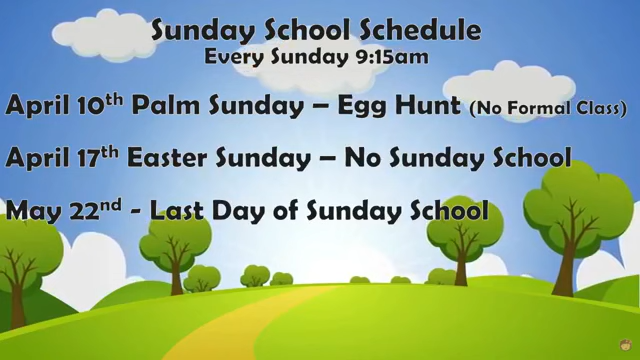 Sunday School Schedule
Every Sunday 9:15am
April 10th Palm Sunday – Egg Hunt (No Formal Class)
April 17th Easter Sunday – No Sunday School
May 22nd - Last Day of Sunday School